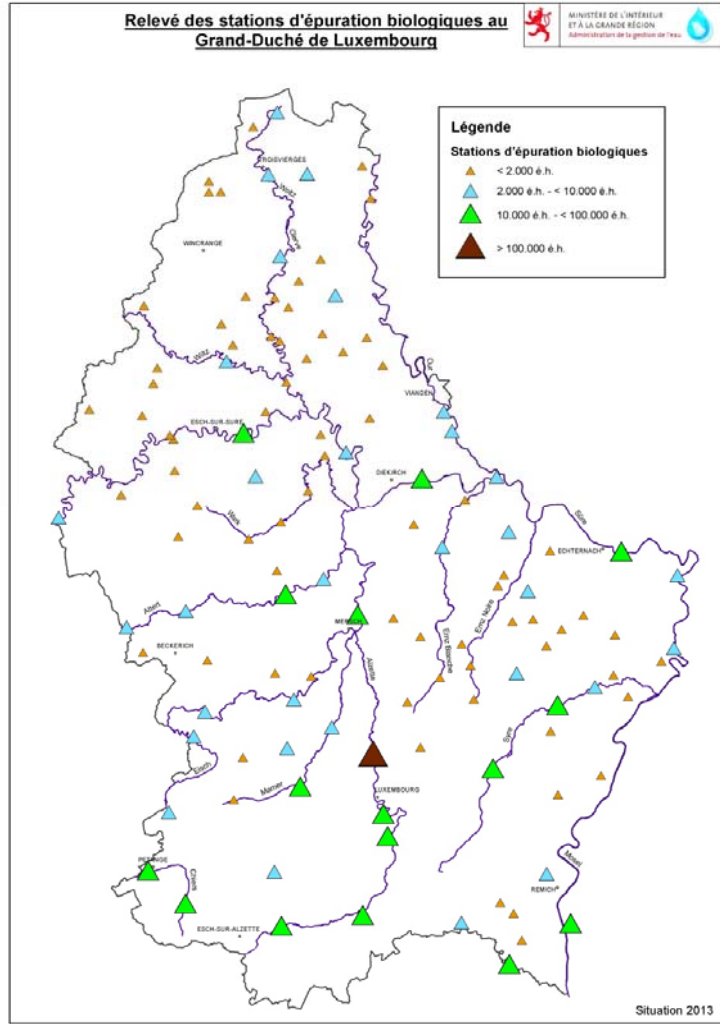 Relevé des stations d'épuration biologiques au
Grand-Duché de Luxembourg
MINISTÈRE DE L'INTÉRIEUR
ET À LA GRANDE RÉGION
Administration de la gestion de l'eau
Légende
Stations d'épuration biologiques
< 2.000 é.h.
2.000 é.h. - < 10.000 é.h.
10.000 é.h. - < 100.000 é.h.
> 100.000 é.h.
TROISVIERGES
Woltz
WINCRANGE
Clerve
Wiltz
Our
VIANDEN
ESCH-SUR-SURE
DIEKIRCH
Wark
Sûre
ECHTERNACH
Attert
Ernz Blanche
Ernz Noire
MERSCH
BECKERICH
Alzette
Syre
Eisch
Mamer
LUXEMBOURG
PETANGE
Chiers
Mosel
REMICH
ESCH-SUR-ALZETTE
Situation 2013